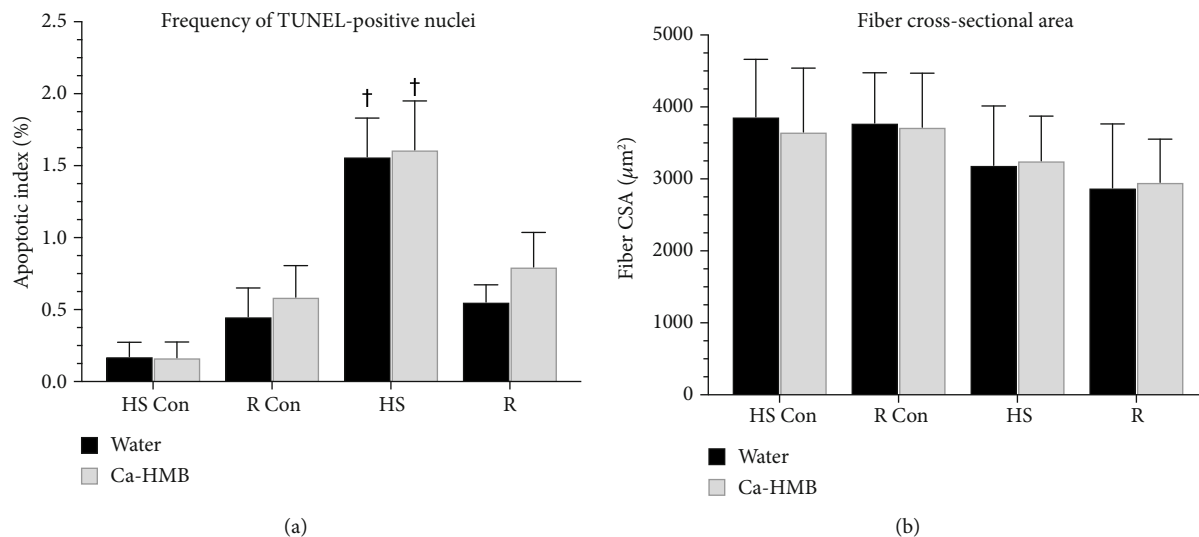 Frequency of TUNEL-positive nuclei
2.5
2.0
1.5
1.0
0.5
0.0
Apoptotic index (%)
† †
HS Con R Con HS R
Water
Ca-HMB
(a)
Fiber cross-sectional area
5000
4000
3000
2000
1000
0
Fiber CSA (μm²)
HS Con R Con HS R
Water
Ca-HMB
(b)